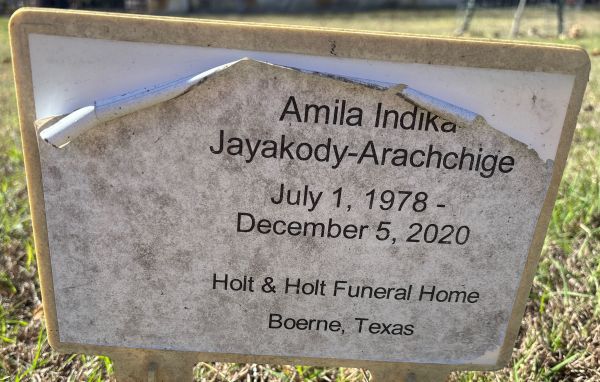 Amila Indika
Jayakody-Arachchige
July 1, 1978 -
December 5, 2020
Holt & Holt Funeral Home
Boerne, Texas